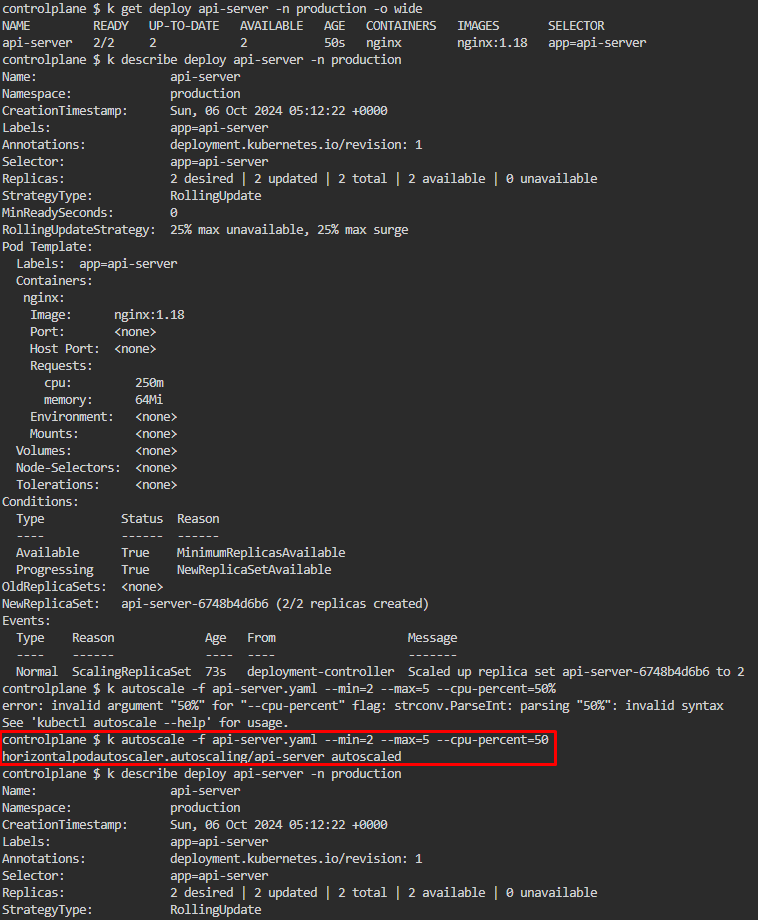 controlplane $ k get deploy api-server -n production -o wide
NAME         READY   UP-TO-DATE   AVAILABLE   AGE   CONTAINERS   IMAGES       SELECTOR
api-server   2/2     2            2           50s   nginx        nginx:1.18   app=api-server
controlplane $ k describe deploy api-server -n production
Name:                   api-server
Namespace:              production
CreationTimestamp:      Sun, 06 Oct 2024 05:12:22 +0000
Labels:                 app=api-server
Annotations:            deployment.kubernetes.io/revision: 1
Selector:               app=api-server
Replicas:               2 desired | 2 updated | 2 total | 2 available | 0 unavailable
StrategyType:           RollingUpdate
MinReadySeconds:        0
RollingUpdateStrategy:  25% max unavailable, 25% max surge
Pod Template:
  Labels:  app=api-server
  Containers:
   nginx:
    Image:      nginx:1.18
    Port:       <none>
    Host Port:  <none>
    Requests:
      cpu:        250m
      memory:     64Mi
    Environment:  <none>
    Mounts:       <none>
  Volumes:        <none>
  Node-Selectors:  <none>
  Tolerations:     <none>
Conditions:
  Type           Status  Reason
  ----           ------  ------
  Available      True    MinimumReplicasAvailable
  Progressing    True    NewReplicaSetAvailable
OldReplicaSets:  <none>
NewReplicaSet:   api-server-6748b4d6b6 (2/2 replicas created)
Events:
  Type    Reason             Age   From                   Message
  ----    ------             ----  ----                   -------
  Normal  ScalingReplicaSet  73s   deployment-controller  Scaled up replica set api-server-6748b4d6b6 to 2
controlplane $ k autoscale -f api-server.yaml --min=2 --max=5 --cpu-percent=50%
error: invalid argument "50%" for "--cpu-percent" flag: strconv.ParseInt: parsing "50%": invalid syntax
See 'kubectl autoscale --help' for usage.
controlplane $ k autoscale -f api-server.yaml --min=2 --max=5 --cpu-percent=50
horizontalpodautoscaler.autoscaling/api-server autoscaled
controlplane $ k describe deploy api-server -n production
Name:                   api-server
Namespace:              production
CreationTimestamp:      Sun, 06 Oct 2024 05:12:22 +0000
Labels:                 app=api-server
Annotations:            deployment.kubernetes.io/revision: 1
Selector:               app=api-server
Replicas:               2 desired | 2 updated | 2 total | 2 available | 0 unavailable
StrategyType:           RollingUpdate